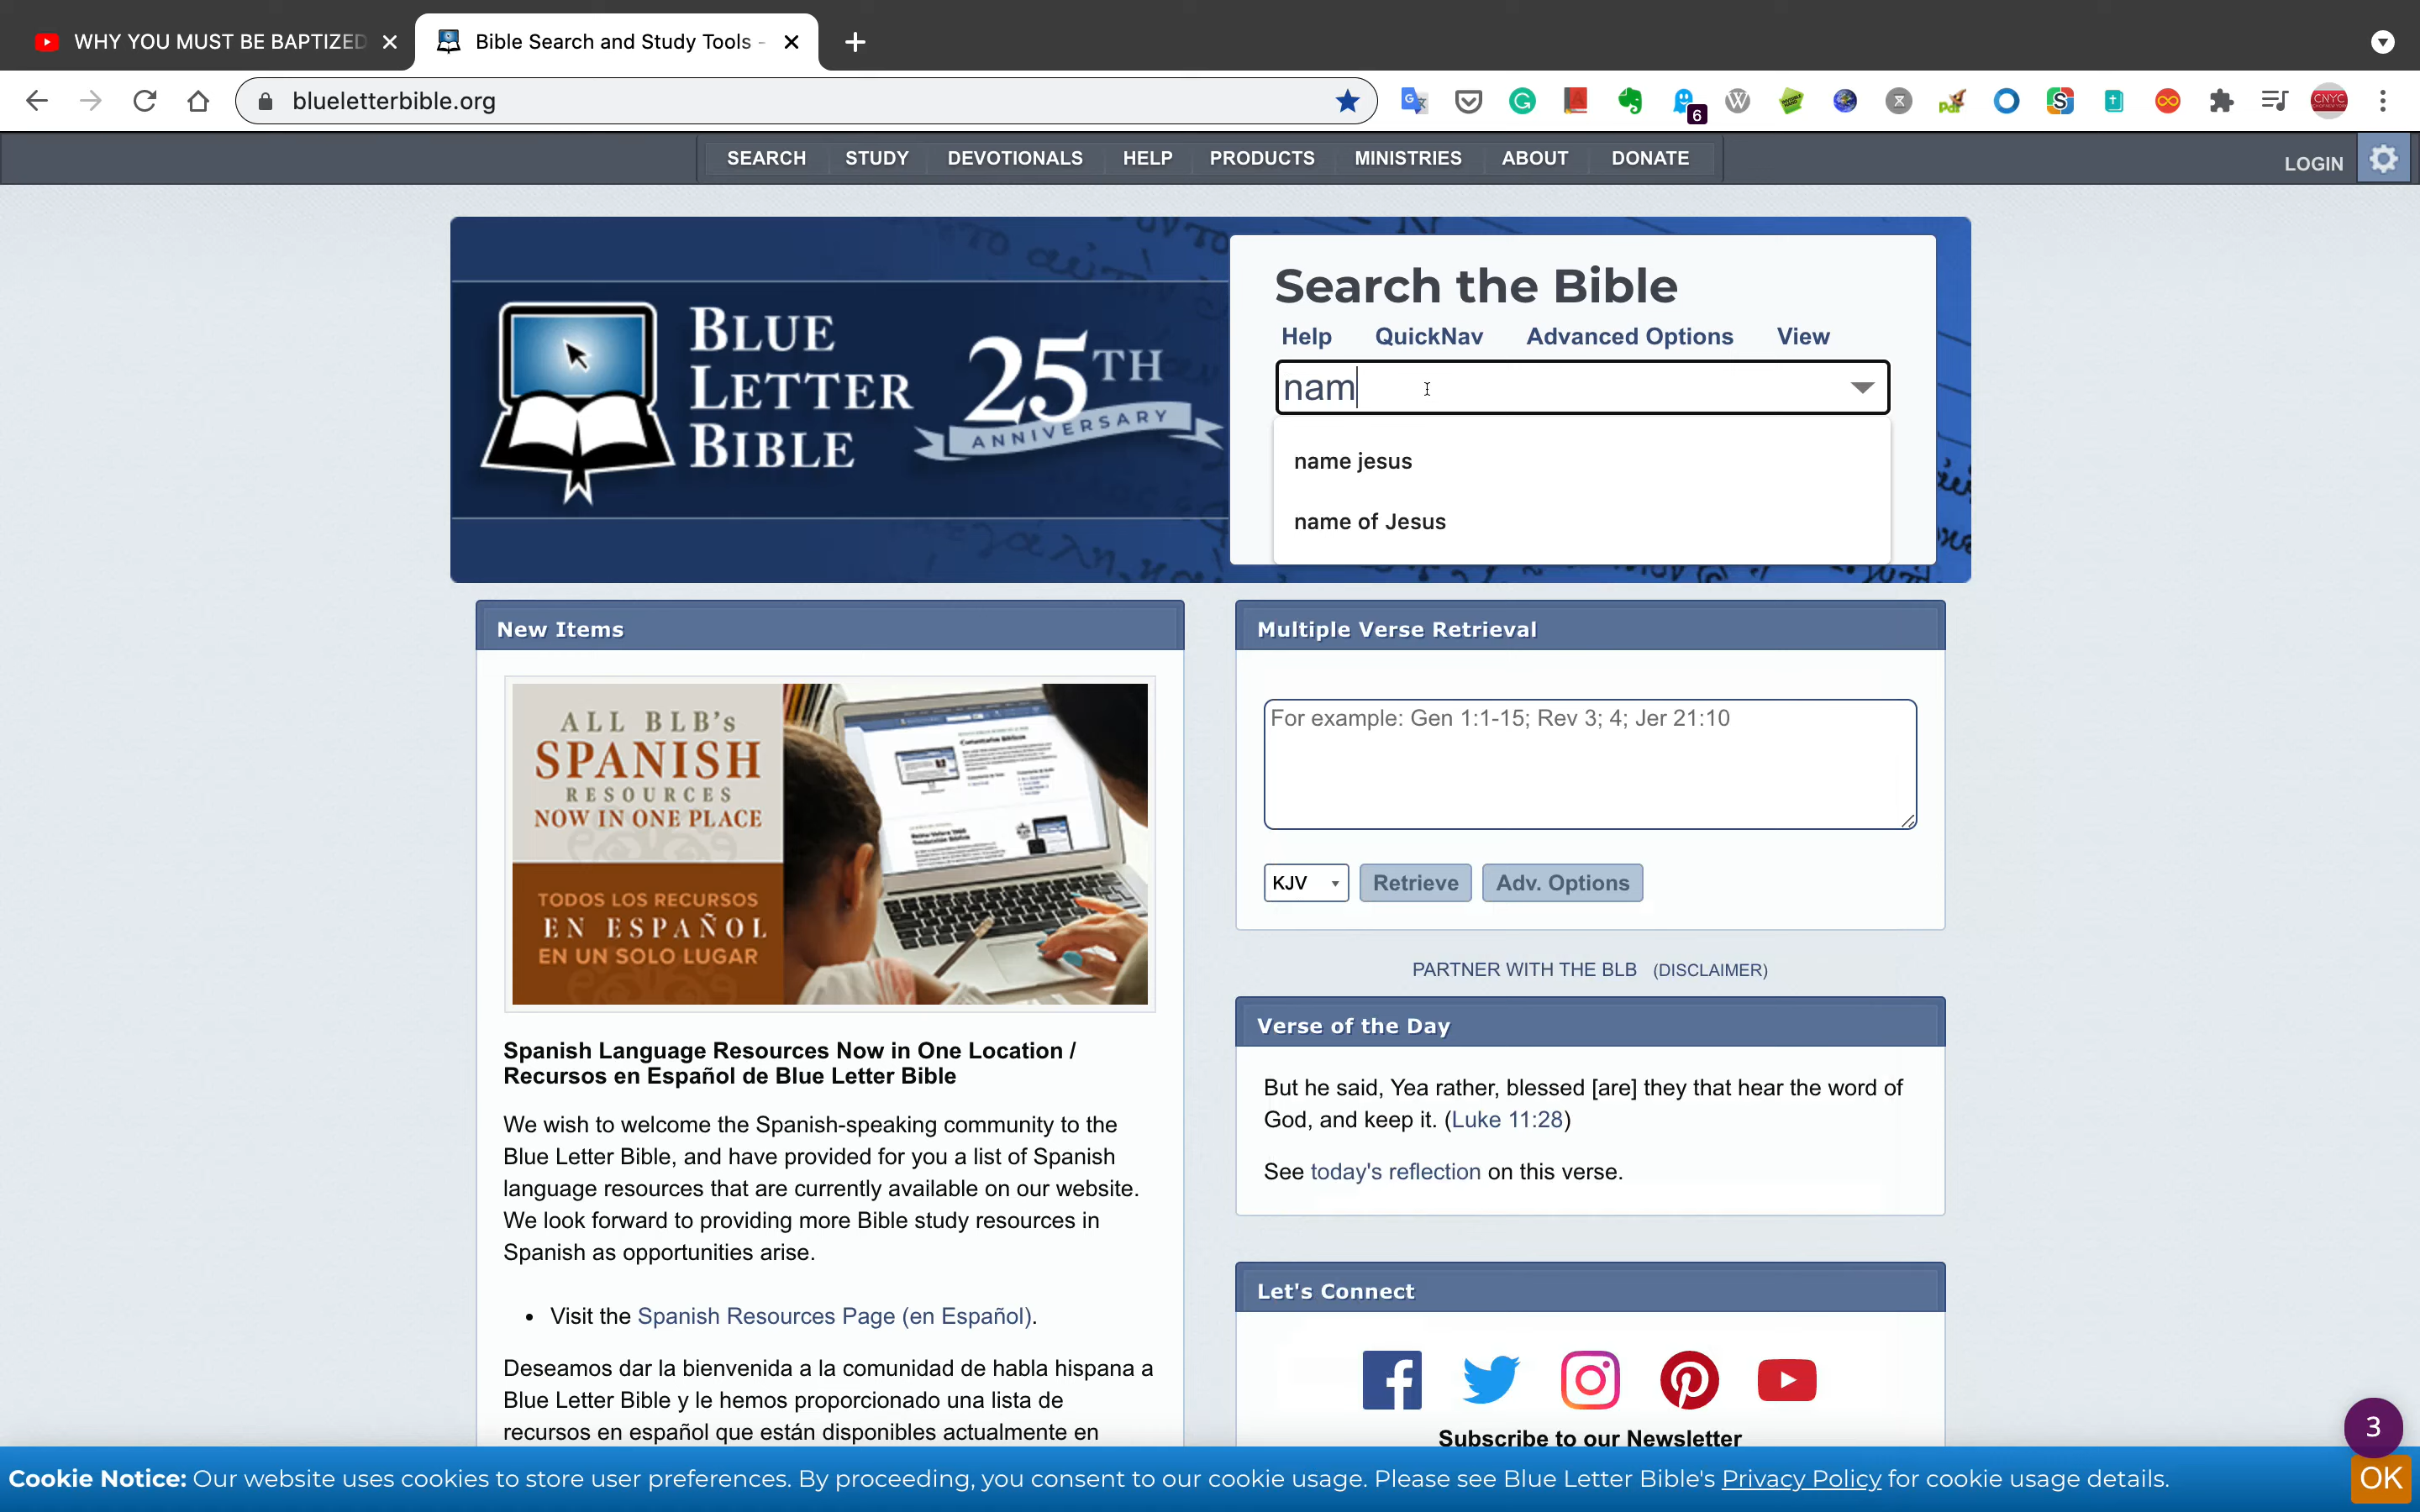 WHY YOU MUST BE BAPTIZED
Bible Search and Study Tools -
blueletterbible.org
6
CNYC
SEARCH STUDY DEVOTIONALS HELP PRODUCTS MINISTRIES ABOUT DONATE
LOGIN
BLUE
LETTER
BIBLE
25TH
ANNIVERSARY
Search the Bible
Help QuickNav Advanced Options View
nam
name jesus
name of Jesus
New Items
ALL BLB's
SPANISH
RESOURCES
NOW IN ONE PLACE
TODOS LOS RECURSOS
EN ESPAÑOL
EN UN SOLO LUGAR
Spanish Language Resources Now in One Location /
Recursos en Español de Blue Letter Bible
We wish to welcome the Spanish-speaking community to the
Blue Letter Bible, and have provided for you a list of Spanish
language resources that are currently available on our website.
We look forward to providing more Bible study resources in
Spanish as opportunities arise.
• Visit the Spanish Resources Page (en Español).
Deseamos dar la bienvenida a la comunidad de habla hispana a
Blue Letter Bible y le hemos proporcionado una lista de
recursos en español que están disponibles actualmente en
Multiple Verse Retrieval
For example: Gen 1:1-15; Rev 3; 4; Jer 21:10
KJV Retrieve Adv. Options
PARTNER WITH THE BLB (DISCLAIMER)
Verse of the Day
But he said, Yea rather, blessed [are] they that hear the word of
God, and keep it. (Luke 11:28)
See today's reflection on this verse.
Let's Connect
Subscribe to our Newsletter
3
Cookie Notice: Our website uses cookies to store user preferences. By proceeding, you consent to our cookie usage. Please see Blue Letter Bible's Privacy Policy for cookie usage details.
OK